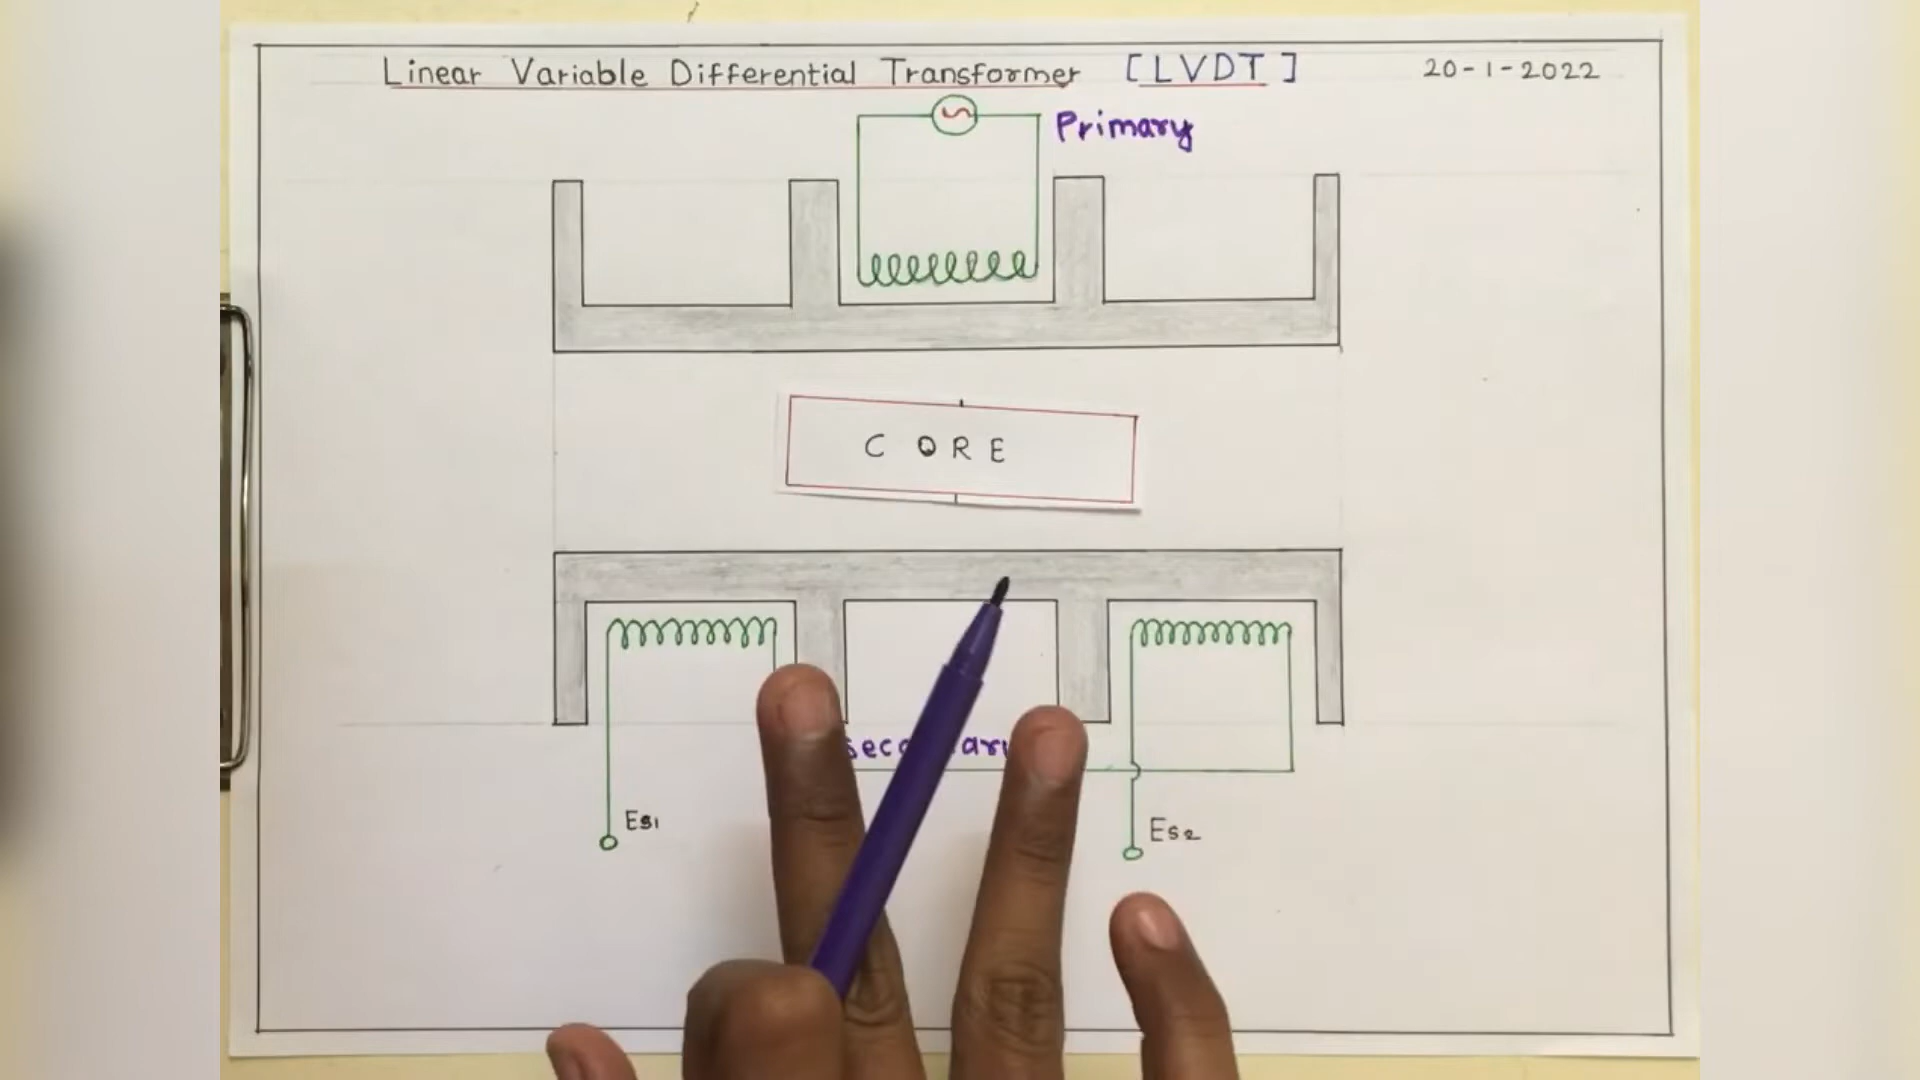 Linear Variable Differential Transformer [LVDT] 20-1-2022
Primary
CORE
Es1
Es2